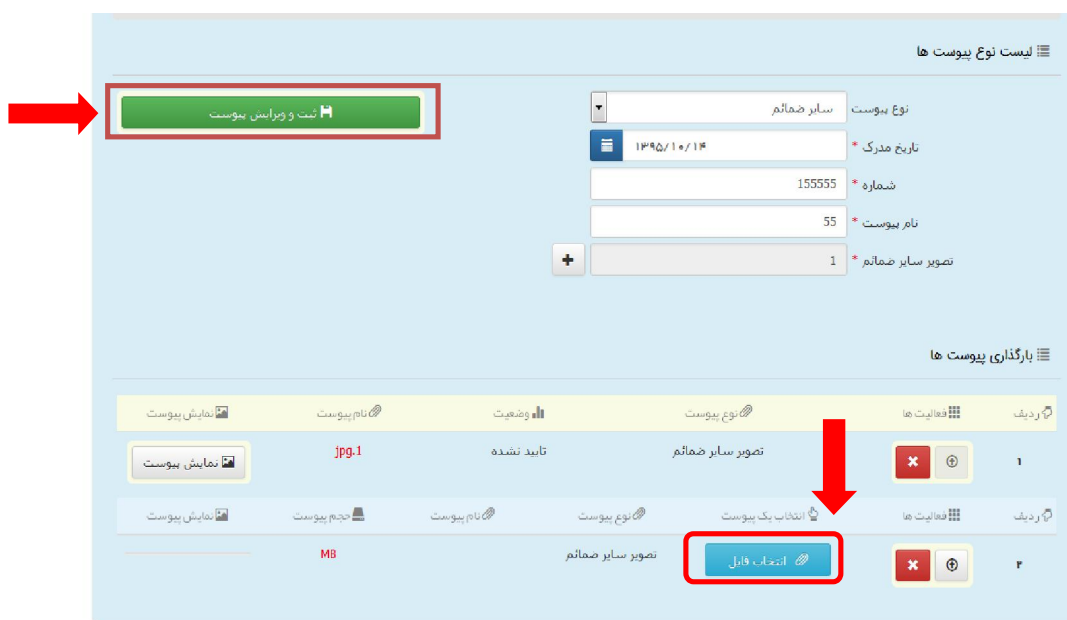 لیست نوع پیوست ها
نوع پیوست سایر ضمائم ثبت و ویرایش پیوست
تاریخ مدرک * ۱۳۹۵/۱۰/۱۴
شماره * 155555
نام پیوست * 55
تصویر سایر ضمائم * 1
بارگذاری پیوست ها
ردیف فعالیت ها نوع پیوست وضعیت نام پیوست نمایش پیوست
۱ تصویر سایر ضمائم تایید نشده jpg.1 نمایش پیوست
ردیف فعالیت ها انتخاب یک پیوست نوع پیوست نام پیوست حجم پیوست نمایش پیوست
۲ انتخاب فایل تصویر سایر ضمائم MB